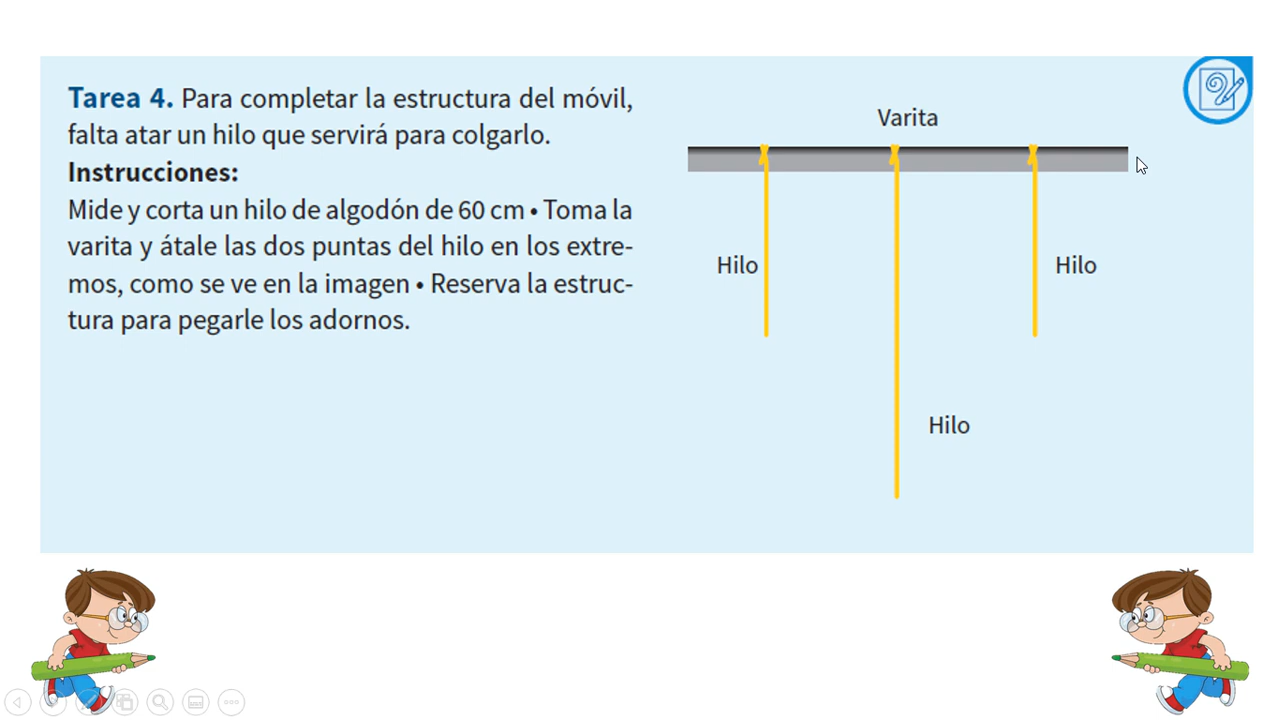 Tarea 4. Para completar la estructura del móvil,
falta atar un hilo que servirá para colgarlo.
Instrucciones:
Mide y corta un hilo de algodón de 60 cm • Toma la
varita y átale las dos puntas del hilo en los extre-
mos, como se ve en la imagen • Reserva la estruc-
tura para pegarle los adornos.
Varita
Hilo
Hilo
Hilo